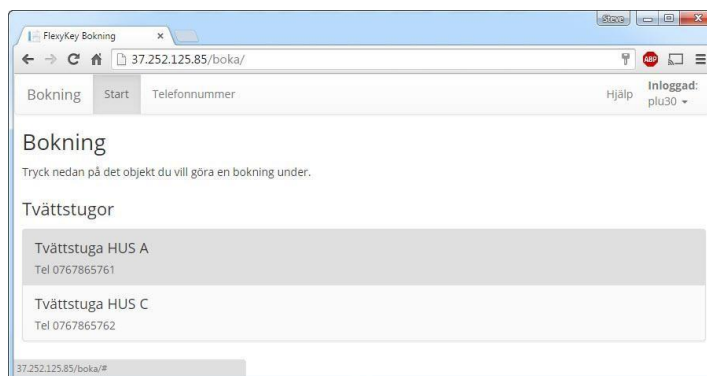 Steve
FlexyKey Bokning
37.252.125.85/boka/
ABP
Bokning Start Telefonnummer Hjälp Inloggad:
plu30
Bokning
Tryck nedan på det objekt du vill göra en bokning under.
Tvättstugor
Tvättstuga HUS A
Tel 0767865761
Tvättstuga HUS C
Tel 0767865762
37.252.125.85/boka/#